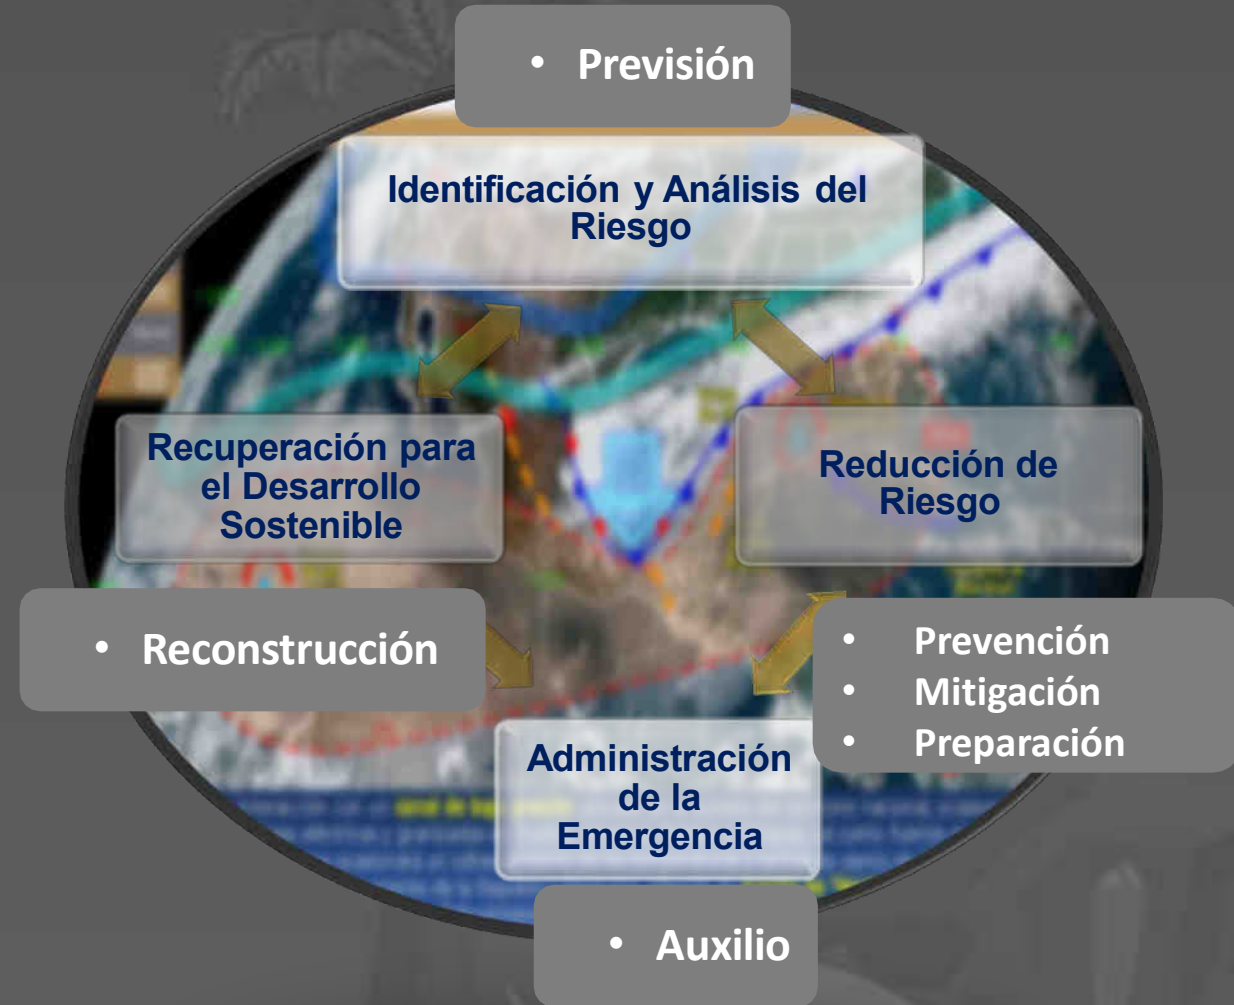 • Previsión
Identificación y Análisis del
Riesgo
Recuperación para
el Desarrollo
Sostenible
Reducción de
Riesgo
• Reconstrucción
• Prevención
• Mitigación
• Preparación
Administración
de la
Emergencia
• Auxilio